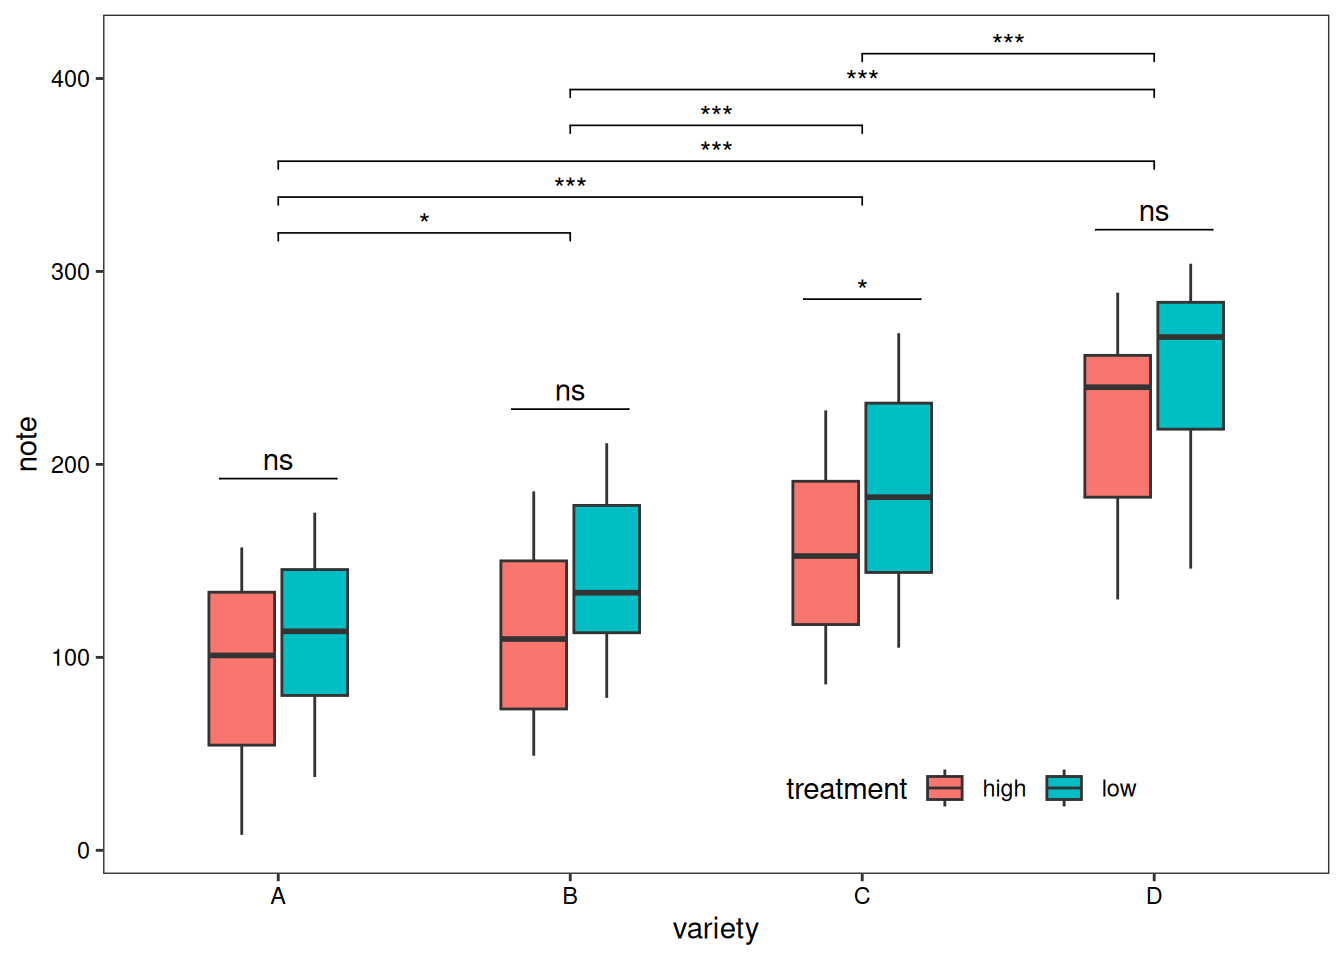 ***
400
***
***
***
***
*
ns
300
*
ns
ns
200
note
100
treatment high low
0
A B C D
variety